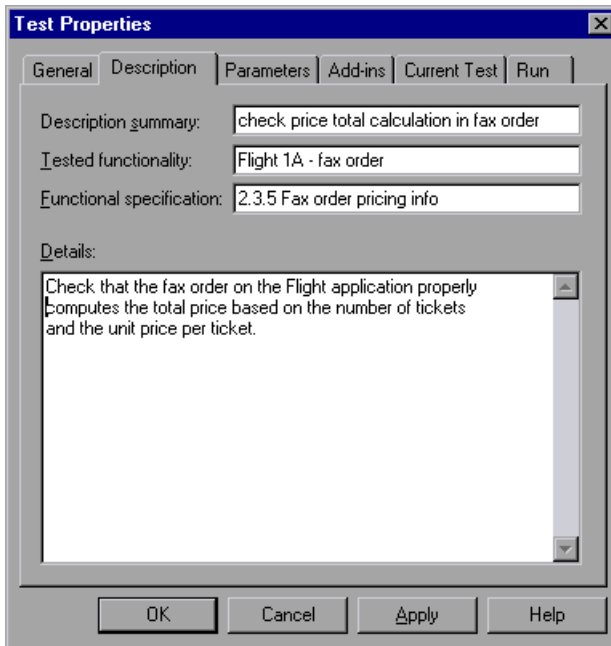 Test Properties
General Description Parameters Add-ins Current Test Run
Description summary: check price total calculation in fax order
Tested functionality: Flight 1A - fax order
Functional specification: 2.3.5 Fax order pricing info
Details:
Check that the fax order on the Flight application properly
computes the total price based on the number of tickets
and the unit price per ticket.
OK Cancel Apply Help